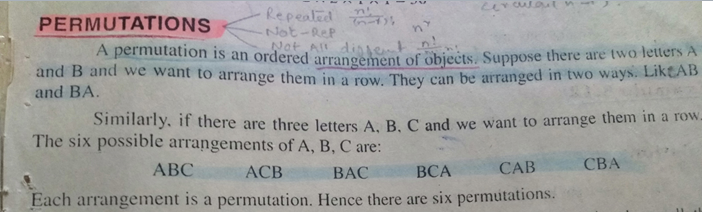 PERMUTATIONS
Repeated n!/(n-r)!
Not-Rep n^r
Not All different n!
A permutation is an ordered arrangement of objects. Suppose there are two letters A
and B and we want to arrange them in a row. They can be arranged in two ways. Like AB
and BA.
Similarly, if there are three letters A, B, C and we want to arrange them in a row.
The six possible arrangements of A, B, C are:
ABC ACB BAC BCA CAB CBA
Each arrangement is a permutation. Hence there are six permutations.